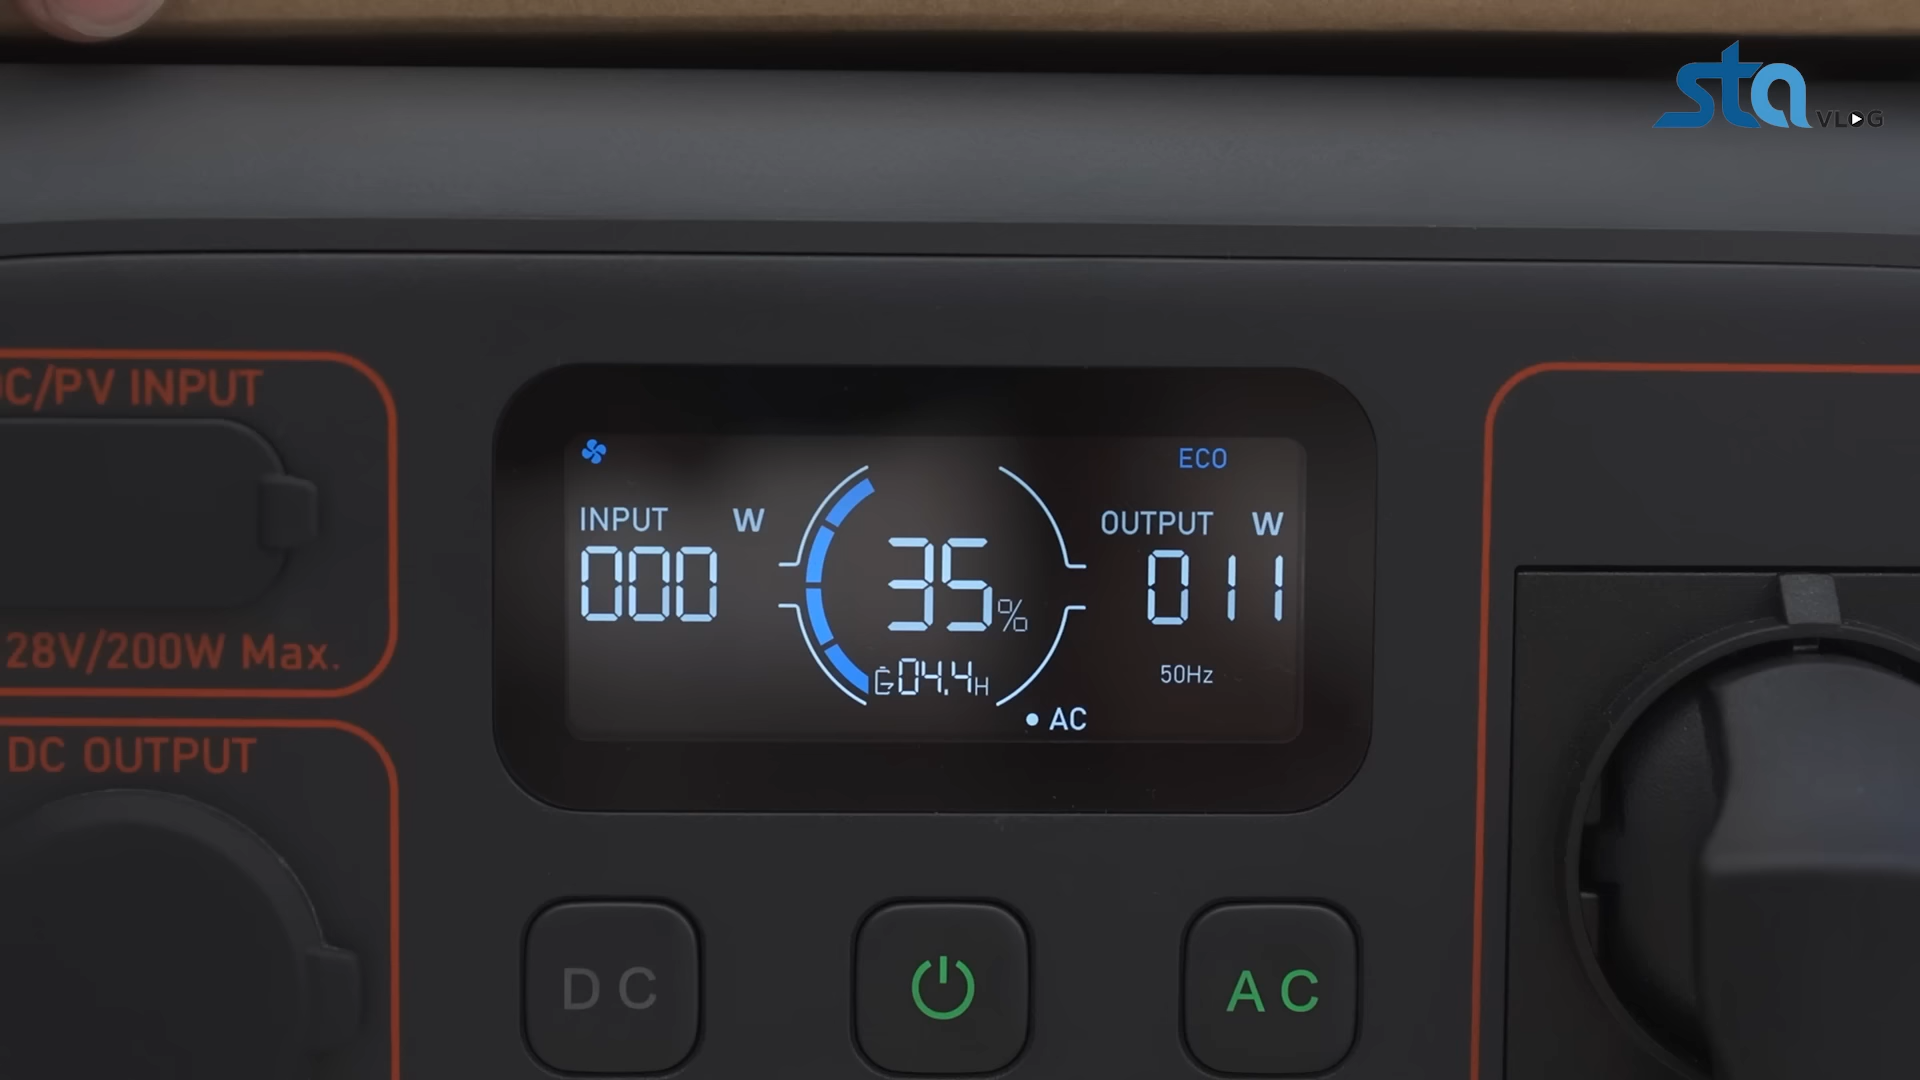 sta VLOG
DC/PV INPUT
28V/200W Max.
DC OUTPUT
ECO
INPUT W
000
35%
04.4H
OUTPUT W
011
50Hz
• AC
DC
AC